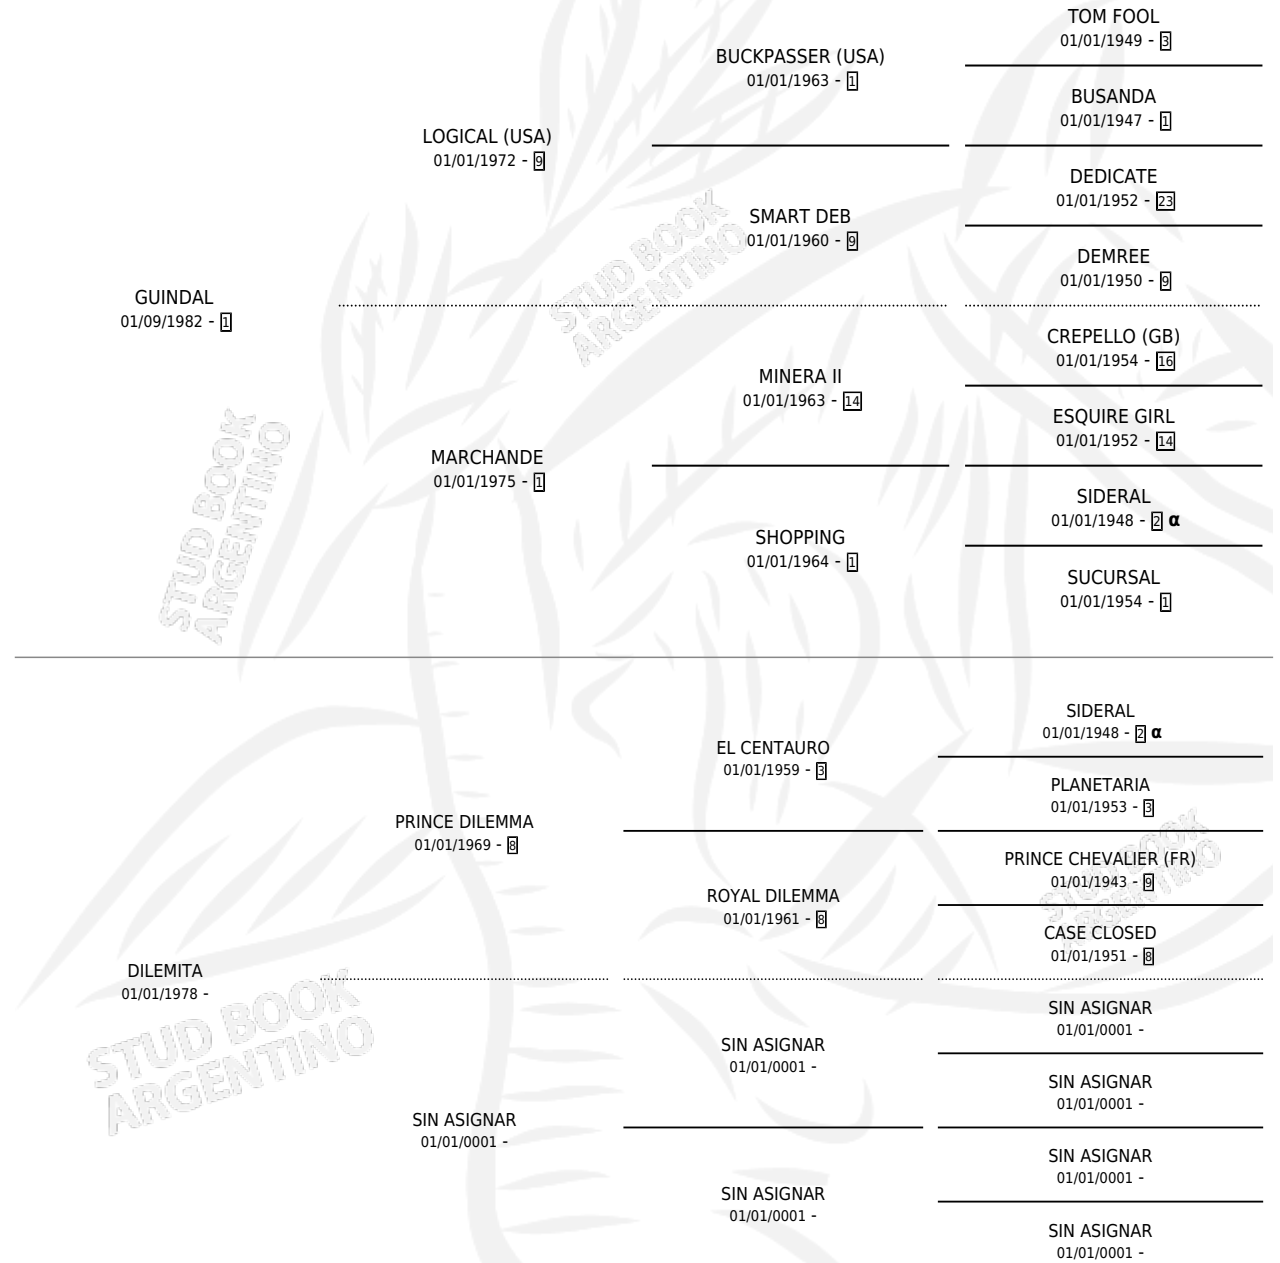 TOM FOOL
01/01/1949 - 3
BUCKPASSER (USA)
01/01/1963 - 1
BUSANDA
01/01/1947 - 1
LOGICAL (USA)
01/01/1972 - 9
DEDICATE
01/01/1952 - 23
SMART DEB
01/01/1960 - 9
DEMREE
01/01/1950 - 9
GUINDAL
01/09/1982 - 1
CREPELLO (GB)
01/01/1954 - 16
MINERA II
01/01/1963 - 14
ESQUIRE GIRL
01/01/1952 - 14
MARCHANDE
01/01/1975 - 1
SIDERAL
01/01/1948 - 2 α
SHOPPING
01/01/1964 - 1
SUCURSAL
01/01/1954 - 1
SIDERAL
01/01/1948 - 2 α
EL CENTAURO
01/01/1959 - 3
PLANETARIA
01/01/1953 - 3
PRINCE DILEMMA
01/01/1969 - 8
PRINCE CHEVALIER (FR)
01/01/1943 - 9
ROYAL DILEMMA
01/01/1961 - 8
CASE CLOSED
01/01/1951 - 8
DILEMITA
01/01/1978 -
SIN ASIGNAR
01/01/0001 -
SIN ASIGNAR
01/01/0001 -
SIN ASIGNAR
01/01/0001 -
SIN ASIGNAR
01/01/0001 -
SIN ASIGNAR
01/01/0001 -
SIN ASIGNAR
01/01/0001 -
SIN ASIGNAR
01/01/0001 -
STUD BOOK
ARGENTINO
STUD BOOK
ARGENTINO
STUD BOOK
ARGENTINO
STUD BOOK
ARGENTINO